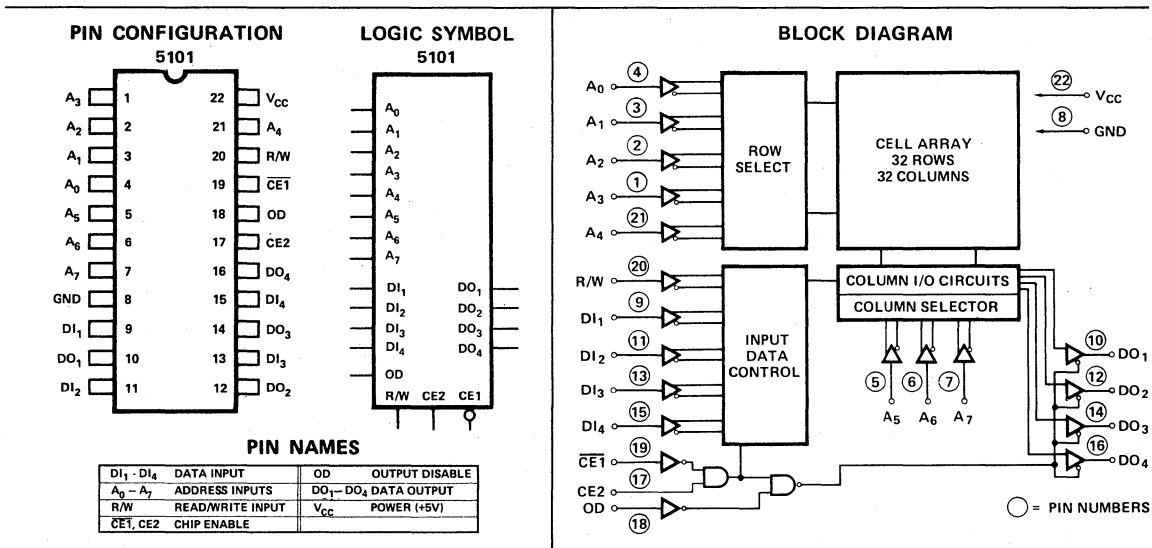 PIN CONFIGURATION
5101
A3 1 22 VCC
A2 2 21 A4
A1 3 20 R/W
A0 4 19 C̅E̅1̅
A5 5 18 OD
A6 6 17 CE2
A7 7 16 DO4
GND 8 15 DI4
DI1 9 14 DO3
DO1 10 13 DI3
DI2 11 12 DO2
LOGIC SYMBOL
5101
A0
A1
A2
A3
A4
A5
A6
A7
DI1 DO1
DI2 DO2
DI3 DO3
DI4 DO4
OD
R/W CE2 CE1
PIN NAMES
DI1 - DI4 DATA INPUT OD OUTPUT DISABLE
A0 – A7 ADDRESS INPUTS DO1– DO4 DATA OUTPUT
R/W READ/WRITE INPUT VCC POWER (+5V)
C̅E̅1̅, CE2 CHIP ENABLE
BLOCK DIAGRAM
A0 4
A1 3
A2 2
A3 1
A4 21
ROW
SELECT
CELL ARRAY
32 ROWS
32 COLUMNS
22 VCC
8 GND
R/W 20
DI1 9
DI2 11
DI3 13
DI4 15
INPUT
DATA
CONTROL
COLUMN I/O CIRCUITS
COLUMN SELECTOR
5 6 7
A5 A6 A7
10 DO1
12 DO2
14 DO3
16 DO4
C̅E̅1̅ 19
CE2 17
OD 18
= PIN NUMBERS